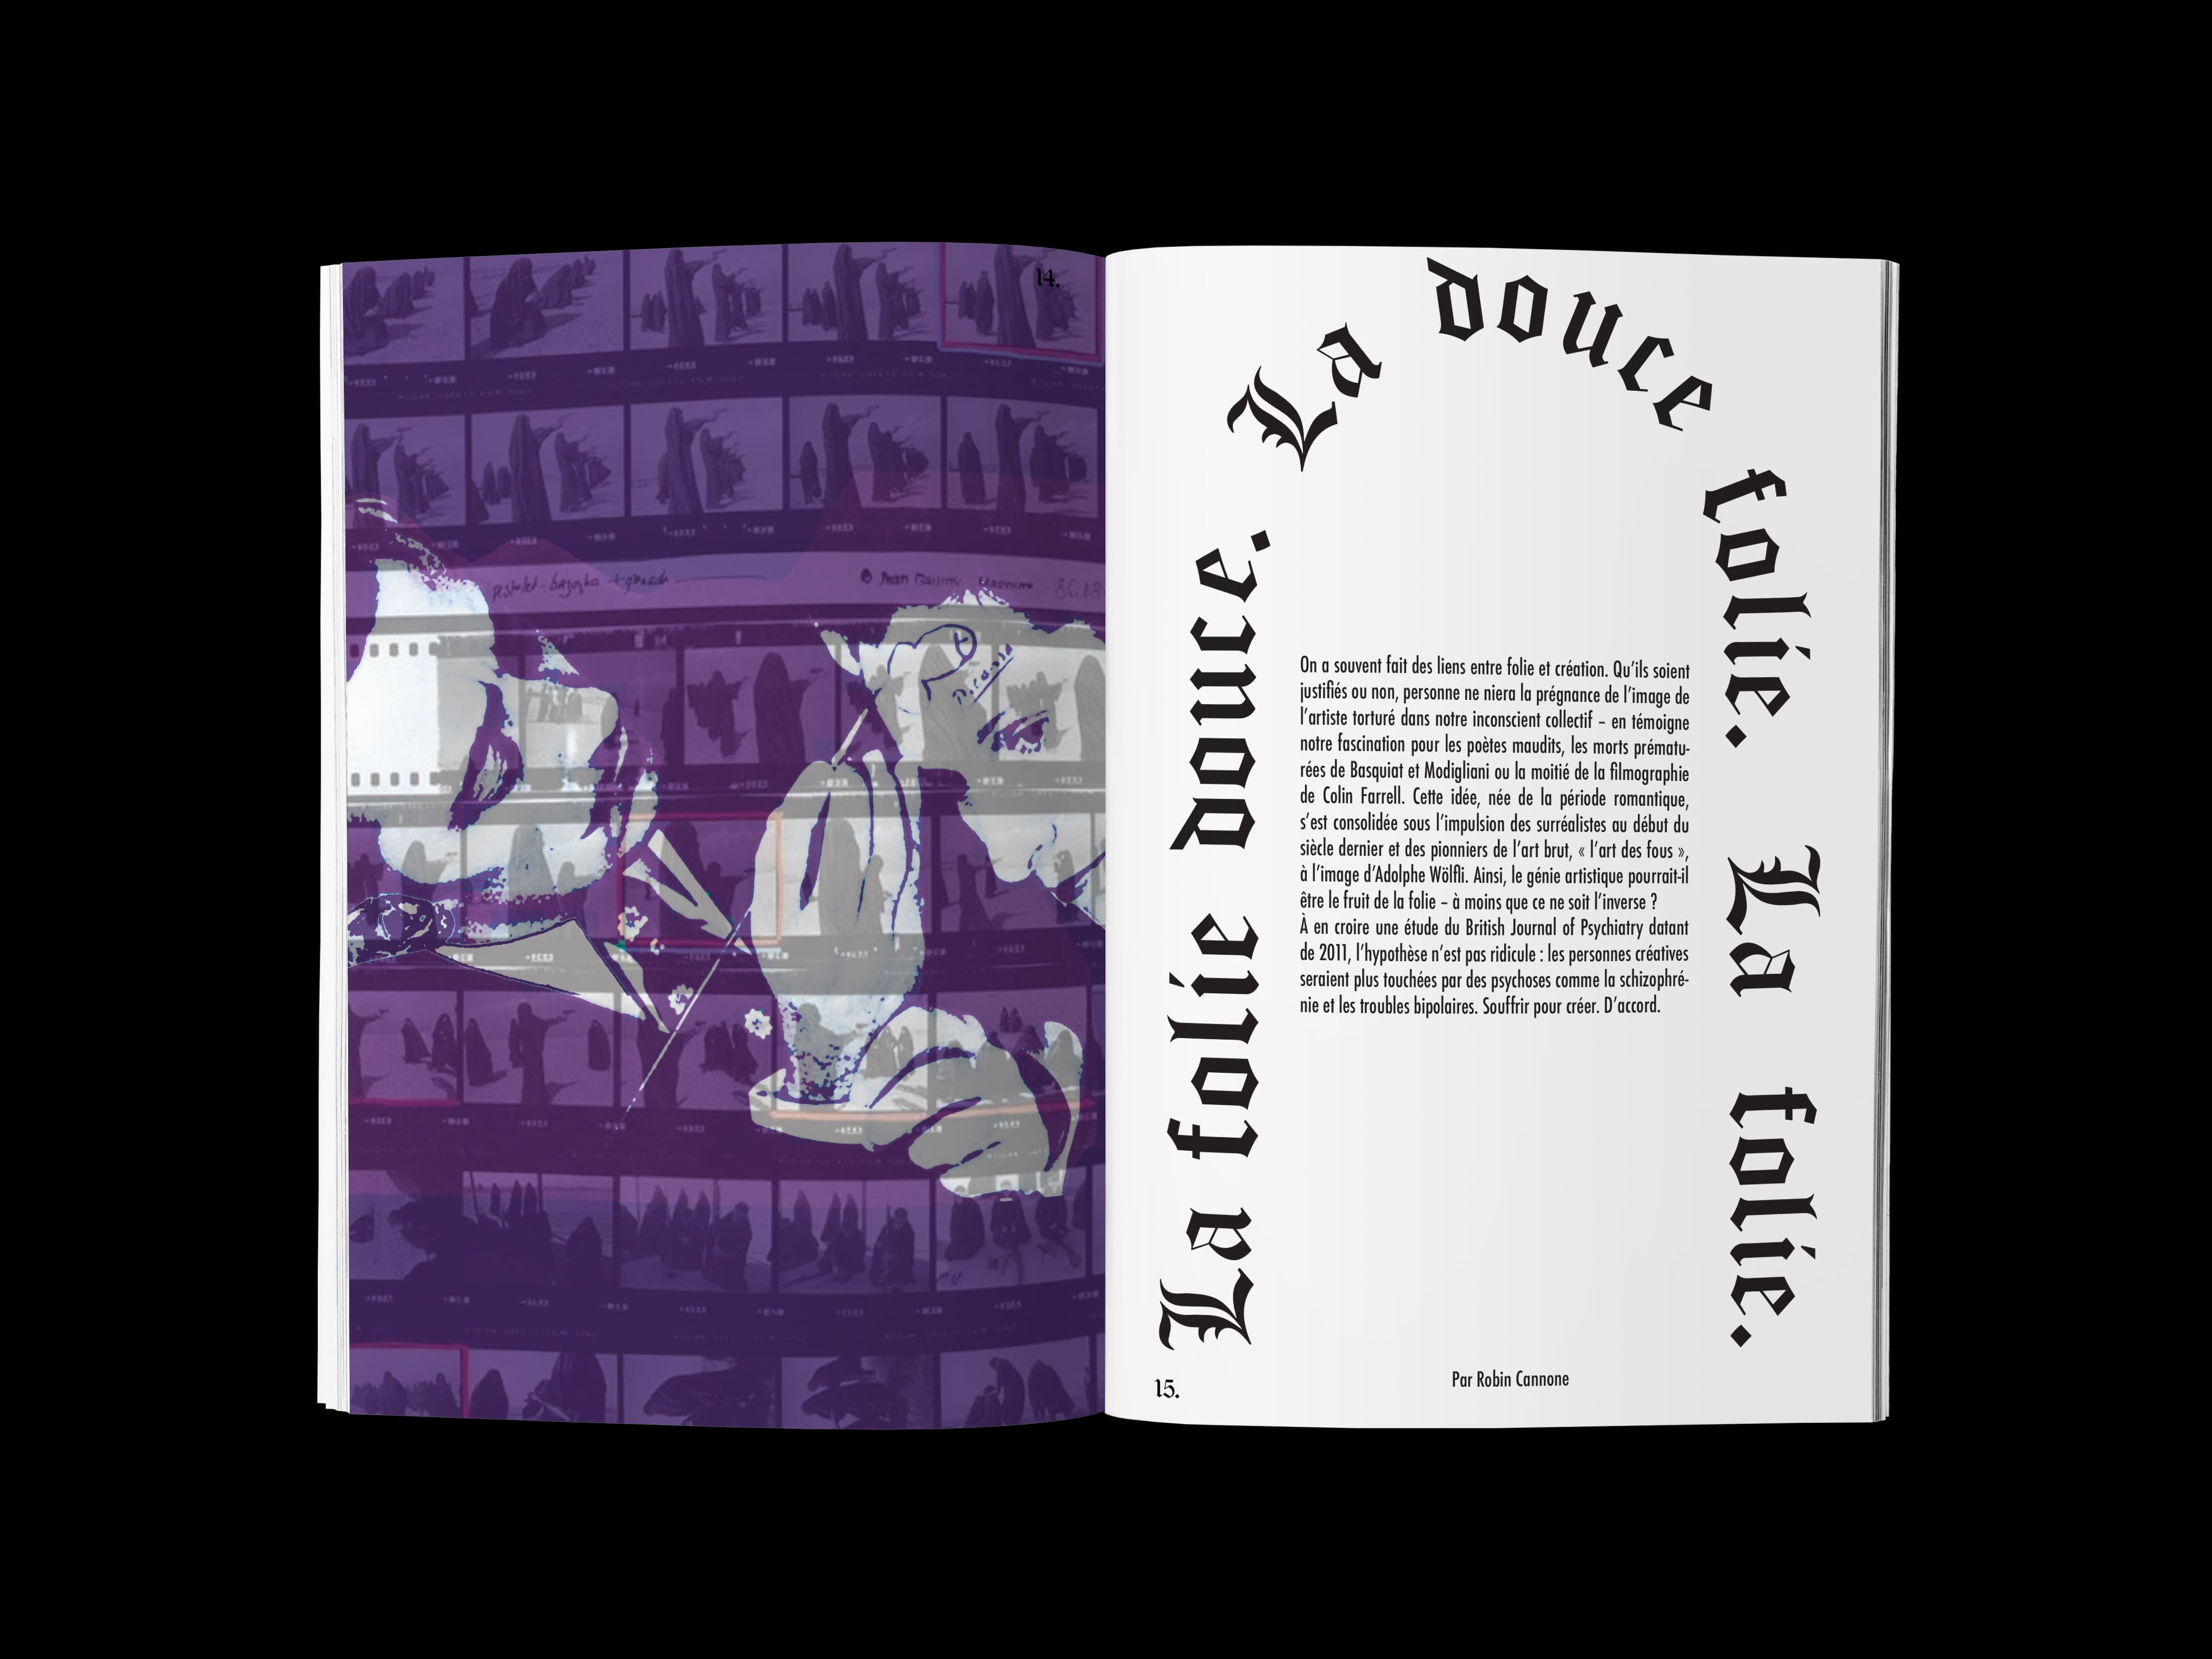 14.
pistolet - bazooka - grenade
© Jean Gaumy Magnum
Picasso
La folie douce.
La douce folie.
La folie.
On a souvent fait des liens entre folie et création. Qu'ils soient
justifiés ou non, personne ne niera la prégnance de l'image de
l'artiste torturé dans notre inconscient collectif – en témoigne
notre fascination pour les poètes maudits, les morts prématu-
rées de Basquiat et Modigliani ou la moitié de la filmographie
de Colin Farrell. Cette idée, née de la période romantique,
s'est consolidée sous l'impulsion des surréalistes au début du
siècle dernier et des pionniers de l'art brut, « l'art des fous »,
à l'image d'Adolphe Wölfli. Ainsi, le génie artistique pourrait-il
être le fruit de la folie – à moins que ce ne soit l'inverse ?
À en croire une étude du British Journal of Psychiatry datant
de 2011, l'hypothèse n'est pas ridicule : les personnes créatives
seraient plus touchées par des psychoses comme la schizophré-
nie et les troubles bipolaires. Souffrir pour créer. D'accord.
Par Robin Cannone
15.